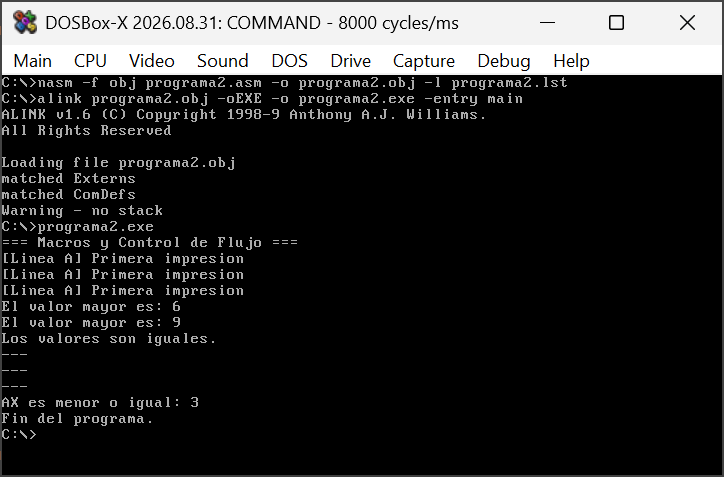 DOSBox-X 2026.08.31: COMMAND - 8000 cycles/ms
Main CPU Video Sound DOS Drive Capture Debug Help
C:\>nasm -f obj programa2.asm -o programa2.obj -l programa2.lst
C:\>alink programa2.obj -oEXE -o programa2.exe -entry main
ALINK v1.6 (C) Copyright 1998-9 Anthony A.J. Williams.
All Rights Reserved
Loading file programa2.obj
matched Externs
matched ComDefs
Warning - no stack
C:\>programa2.exe
=== Macros y Control de Flujo ===
[Linea A] Primera impresion
[Linea A] Primera impresion
[Linea A] Primera impresion
El valor mayor es: 6
El valor mayor es: 9
Los valores son iguales.
---
---
---
AX es menor o igual: 3
Fin del programa.
C:\>